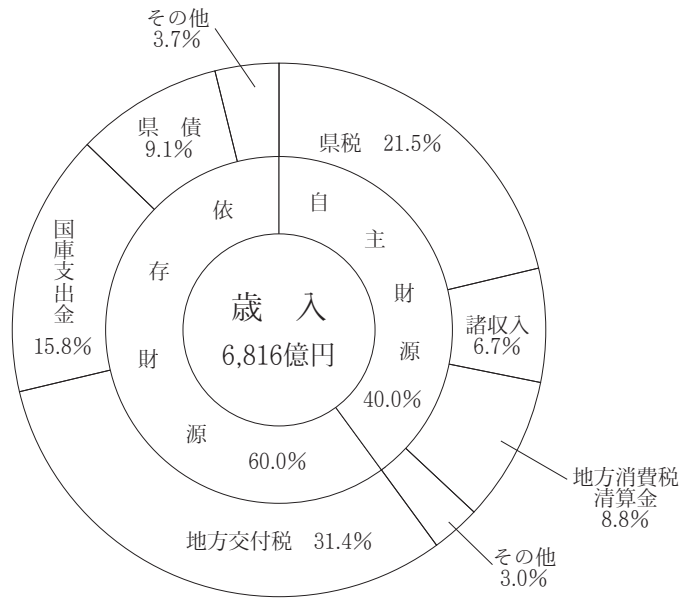 その他
3.7%
県債
9.1%
県税 21.5%
国庫支出金
15.8%
依存財源
60.0%
自主財源
40.0%
歳入
6,816億円
諸収入
6.7%
地方消費税
清算金
8.8%
その他
3.0%
地方交付税 31.4%